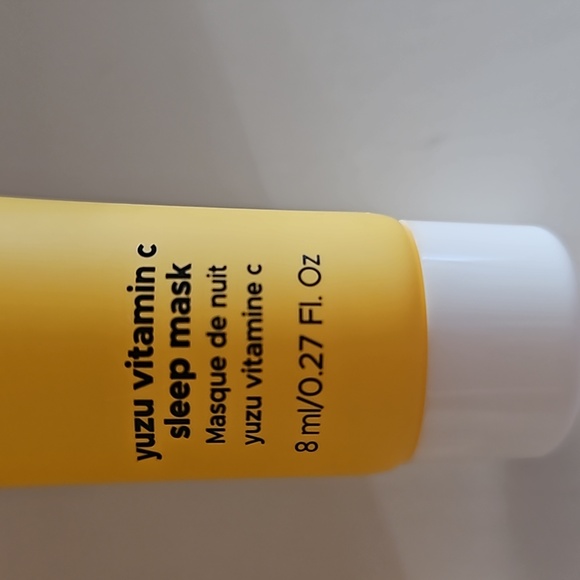 yuzu vitamin c
sleep mask
Masque de nuit
yuzu vitamine c
8 ml/0.27 Fl. Oz